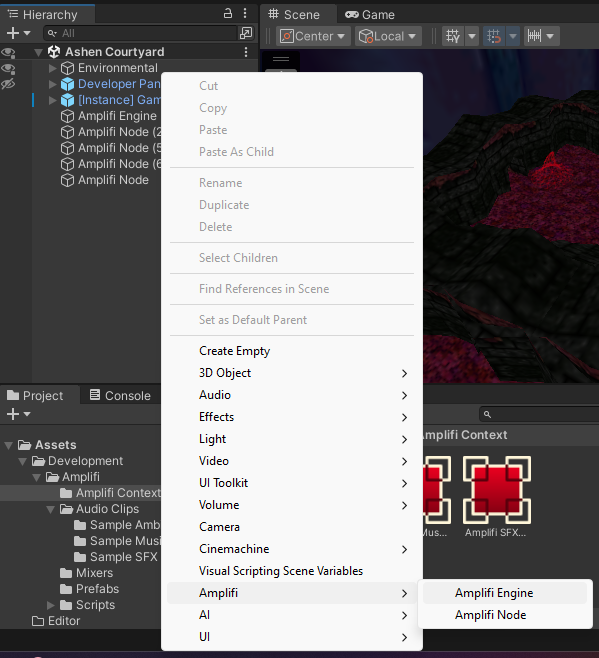 Hierarchy
Scene
Game
All
Center
Local
Ashen Courtyard
Environmental
Developer Pan
[Instance] Gam
Amplifi Engine
Amplifi Node (2
Amplifi Node (5
Amplifi Node (6
Amplifi Node
Cut
Copy
Paste
Paste As Child
Rename
Duplicate
Delete
Select Children
Find References in Scene
Set as Default Parent
Create Empty
3D Object
Audio
Effects
Light
Video
UI Toolkit
Volume
Camera
Cinemachine
Visual Scripting Scene Variables
Amplifi
AI
UI
Amplifi Engine
Amplifi Node
Project
Console
Assets
Development
Amplifi
Amplifi Context
Audio Clips
Sample Amb
Sample Musi
Sample SFX
Mixers
Prefabs
Scripts
Editor
Amplifi Context
Mus...
Amplifi SFX...